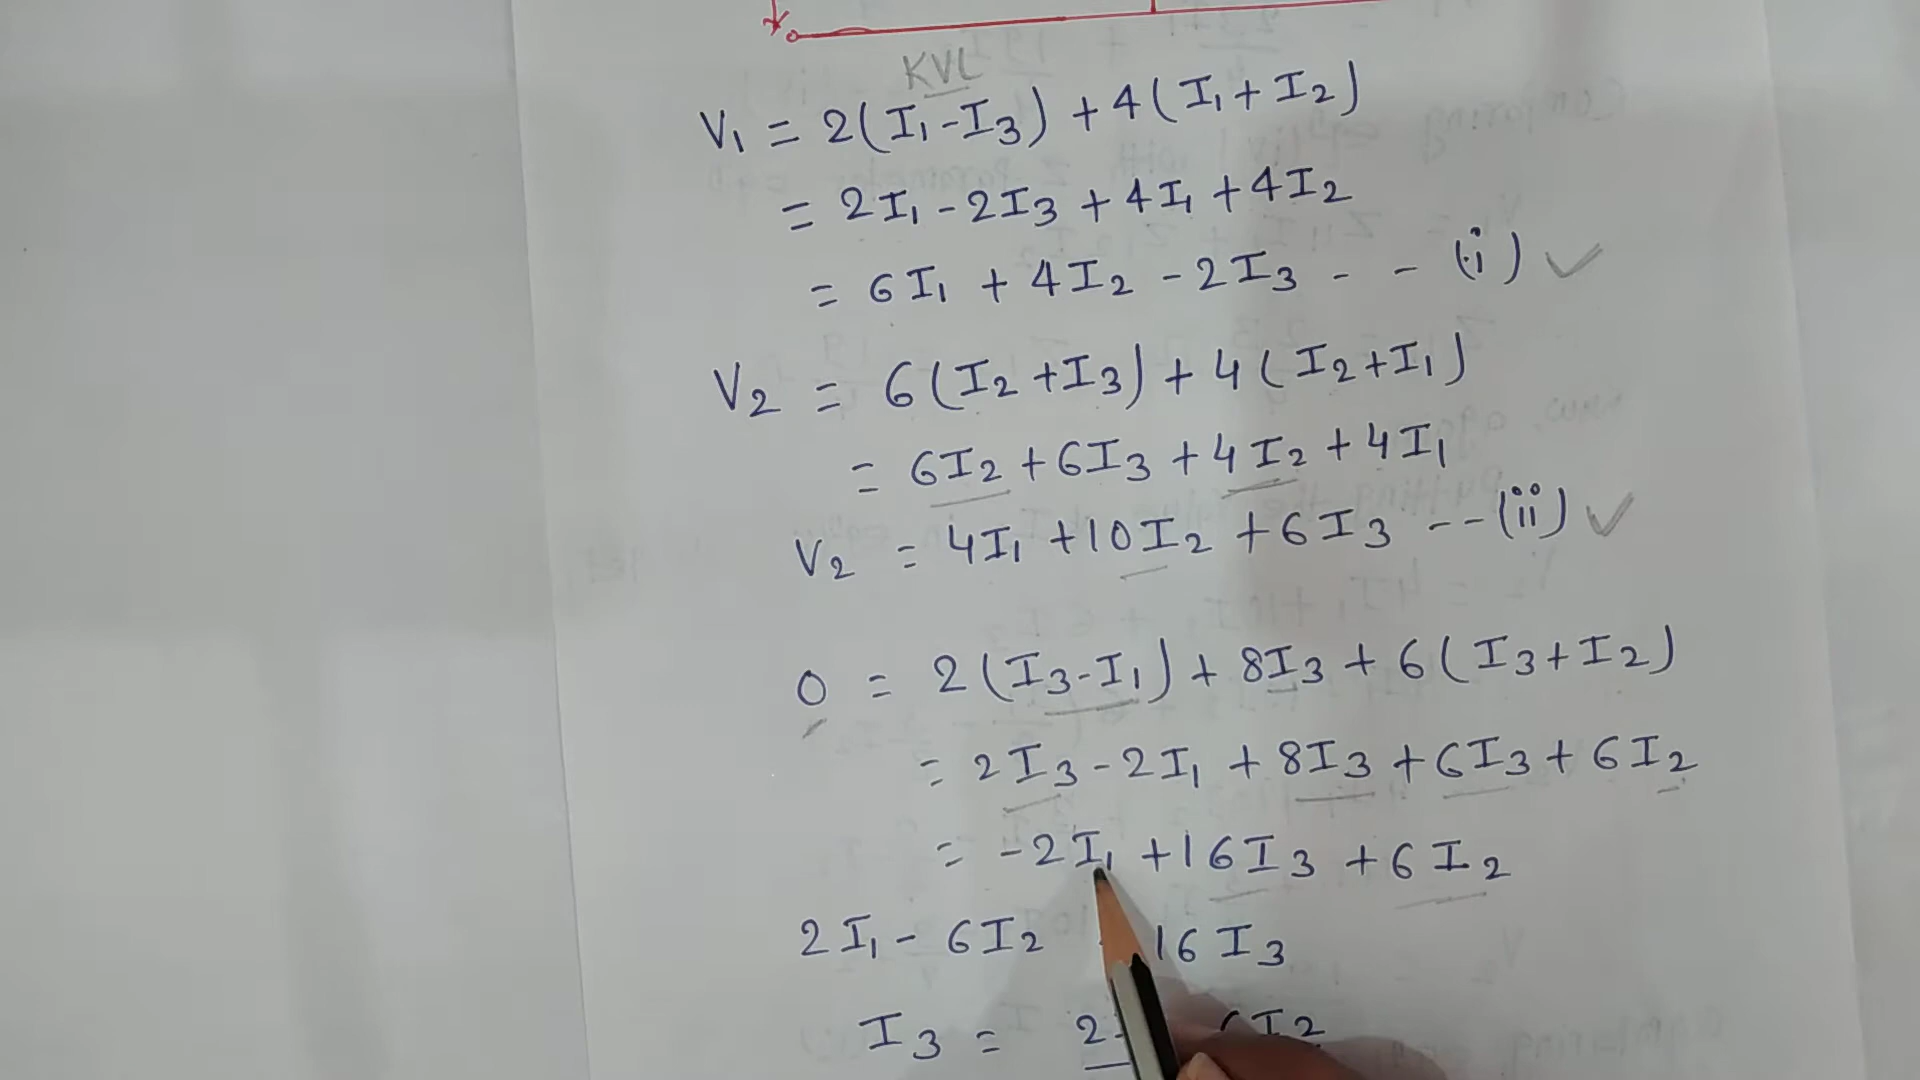 KVL
V₁ = 2(I₁-I₃) + 4(I₁+I₂)
= 2I₁-2I₃ + 4I₁ +4I₂
= 6I₁ + 4I₂ -2I₃ - - (i) ✓
V₂ = 6(I₂+I₃) + 4(I₂+I₁)
= 6I₂ +6I₃ +4I₂ +4I₁
V₂ = 4I₁ +10I₂ +6I₃ --(ii) ✓
0 = 2(I₃-I₁) + 8I₃ + 6(I₃+I₂)
= 2I₃ -2I₁ + 8I₃ +6I₃+ 6I₂
= -2I₁ +16I₃ +6I₂
2I₁- 6I₂ 16I₃
I₃ = 2 6I₂